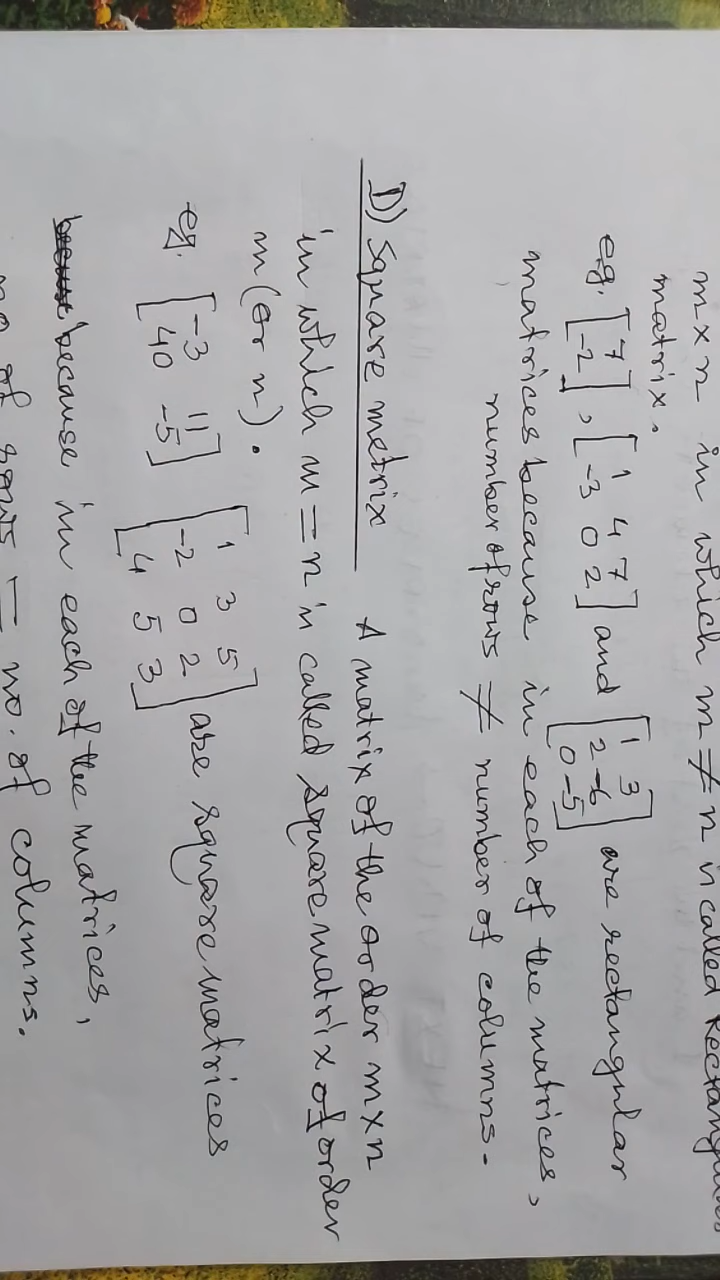 m×n in which m ≠ n is called Rectangular
matrix.
eg. [7 -2], [1 4 7 -3 0 2] and [1 3 2 -6 0 -5] are rectangular
matrices because in each of the matrices,
number of rows ≠ number of columns.
D) Square metrix A matrix of the order m×n
in which m = n is called square matrix of order
m (or n).
eg. [-3 11 40 -5] [1 3 5 -2 0 2 4 5 3] are square matrices
because in each of the matrices,
no of rows = no. of columns.